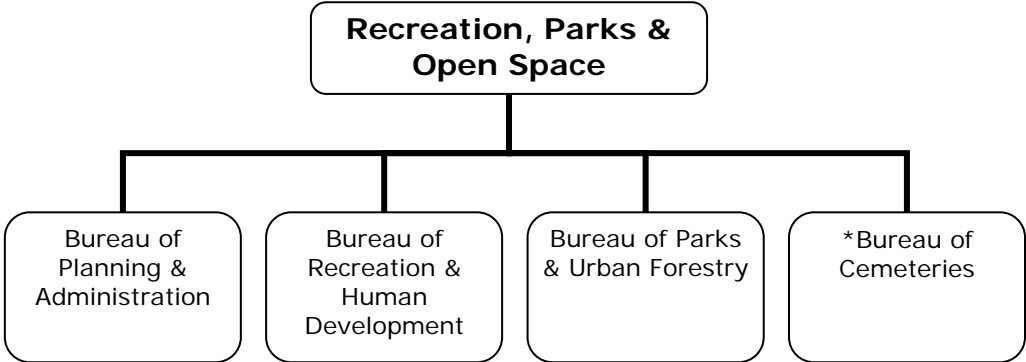 Recreation, Parks &
Open Space
Bureau of
Planning &
Administration
Bureau of
Recreation &
Human
Development
Bureau of Parks
& Urban Forestry
*Bureau of
Cemeteries